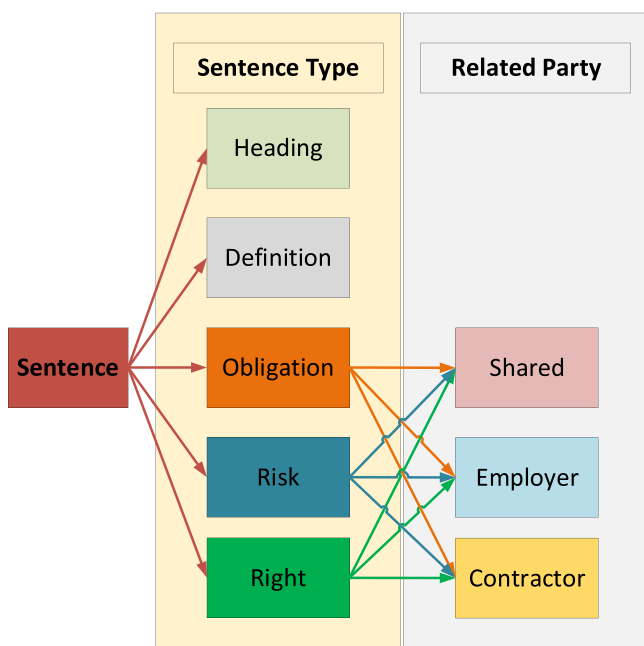 Sentence Type
Related Party
Heading
Definition
Sentence
Obligation
Shared
Risk
Employer
Right
Contractor